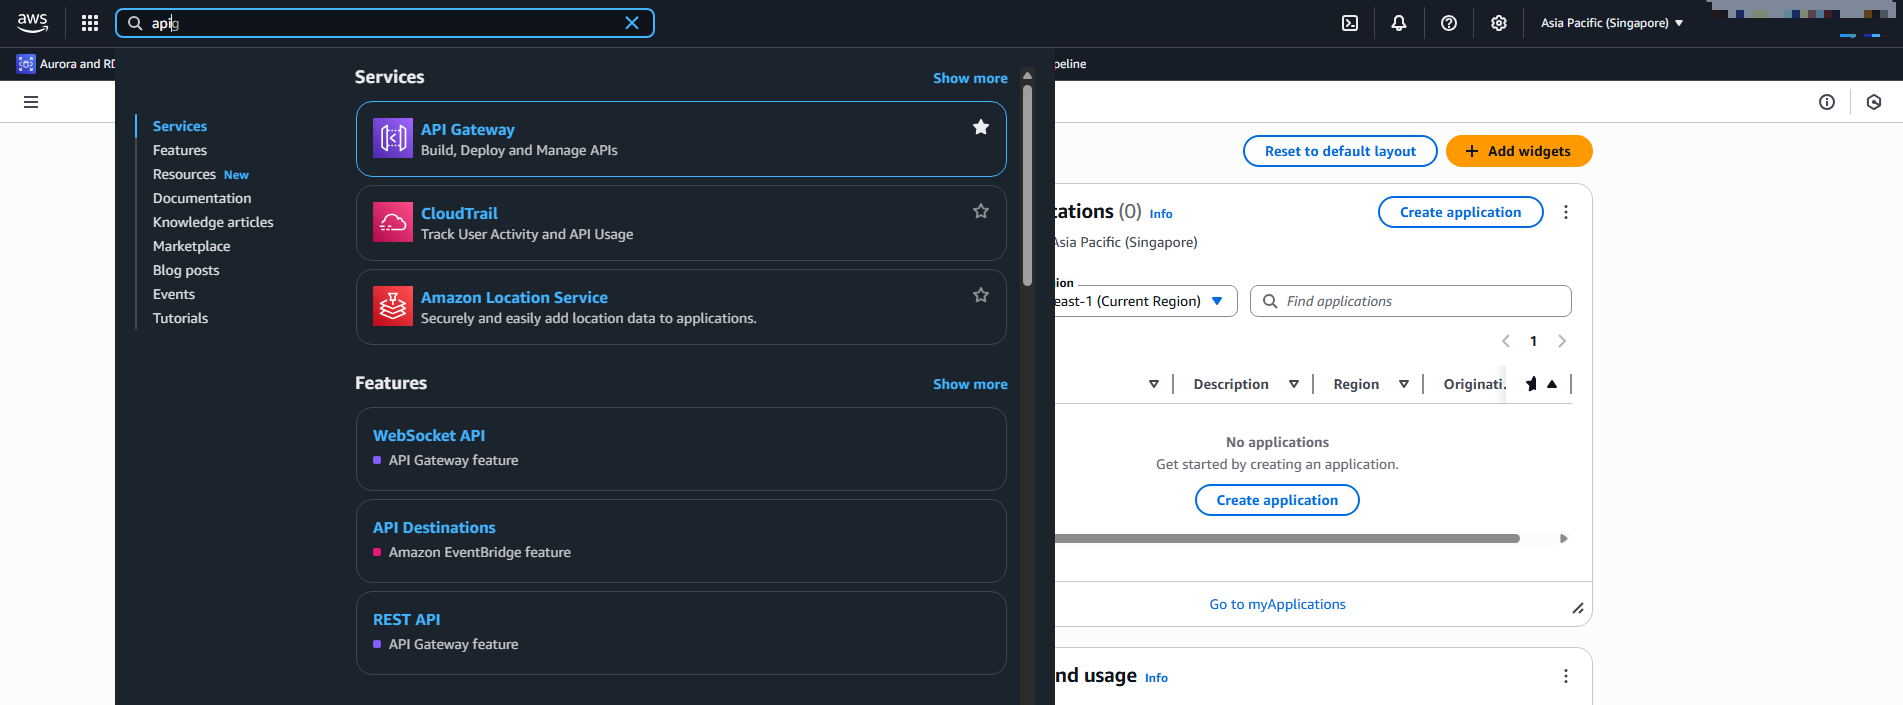 aws
apig
Asia Pacific (Singapore)
Aurora and RD
peline
Services
Show more
Services
Features
Resources New
Documentation
Knowledge articles
Marketplace
Blog posts
Events
Tutorials
API Gateway
Build, Deploy and Manage APIs
CloudTrail
Track User Activity and API Usage
Amazon Location Service
Securely and easily add location data to applications.
Features
Show more
WebSocket API
API Gateway feature
API Destinations
Amazon EventBridge feature
REST API
API Gateway feature
Reset to default layout
+ Add widgets
cations (0) Info
Create application
Asia Pacific (Singapore)
ion
east-1 (Current Region)
Find applications
1
Description
Region
Originati.
No applications
Get started by creating an application.
Create application
Go to myApplications
nd usage Info